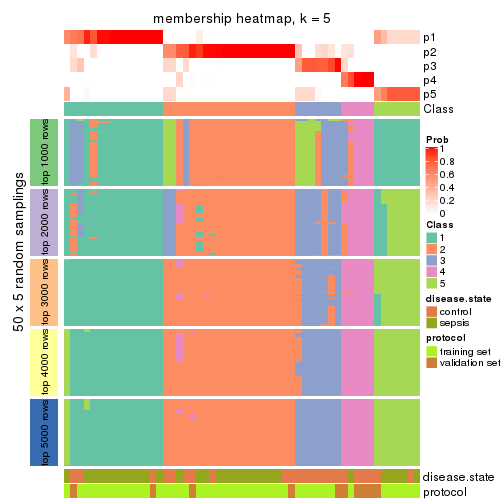 membership heatmap, k = 5
p1
p2
p3
p4
p5
Class
50 x 5 random samplings
top 1000 rows
top 2000 rows
top 3000 rows
top 4000 rows
top 5000 rows
disease.state
protocol
Prob
1
0.8
0.6
0.4
0.2
0
Class
1
2
3
4
5
disease.state
control
sepsis
protocol
training set
validation set